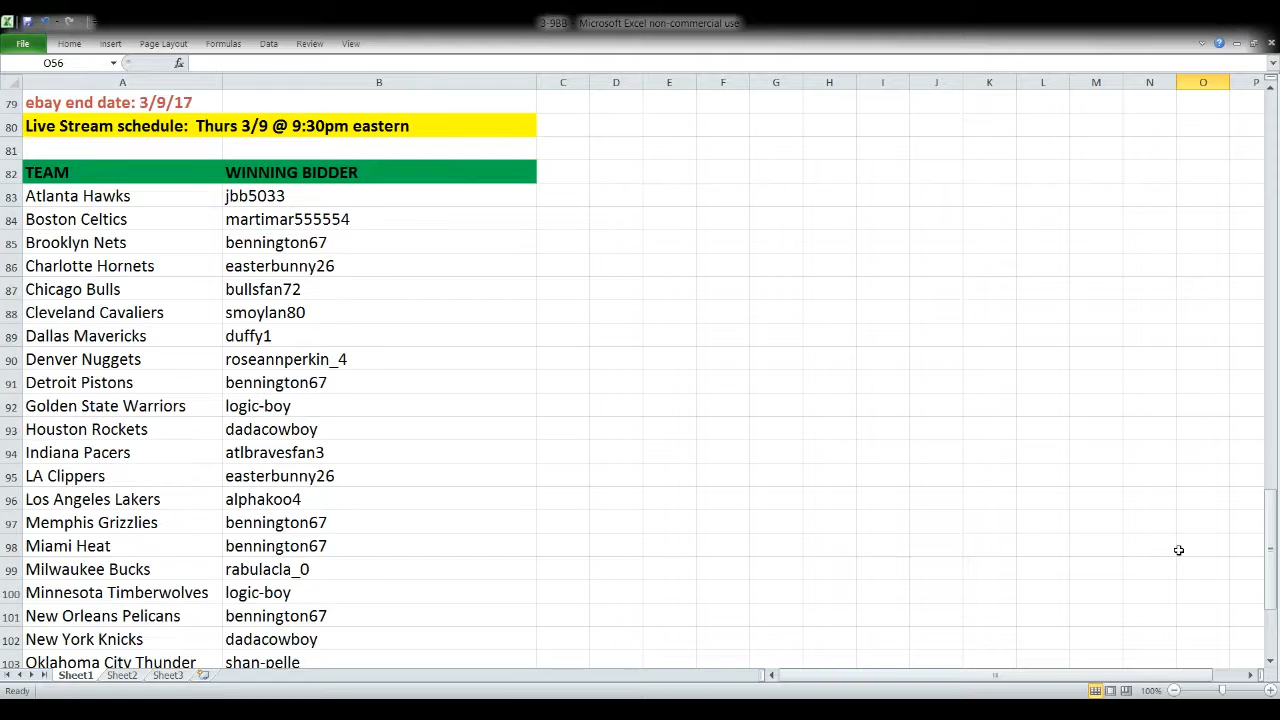 3-9BB - Microsoft Excel non-commercial use
File Home Insert Page Layout Formulas Data Review View
O56 fx
A B C D E F G H I J K L M N O P
79 ebay end date: 3/9/17
80 Live Stream schedule: Thurs 3/9 @ 9:30pm eastern
81
82 TEAM WINNING BIDDER
83 Atlanta Hawks jbb5033
84 Boston Celtics martimar555554
85 Brooklyn Nets bennington67
86 Charlotte Hornets easterbunny26
87 Chicago Bulls bullsfan72
88 Cleveland Cavaliers smoylan80
89 Dallas Mavericks duffy1
90 Denver Nuggets roseannperkin_4
91 Detroit Pistons bennington67
92 Golden State Warriors logic-boy
93 Houston Rockets dadacowboy
94 Indiana Pacers atlbravesfan3
95 LA Clippers easterbunny26
96 Los Angeles Lakers alphakoo4
97 Memphis Grizzlies bennington67
98 Miami Heat bennington67
99 Milwaukee Bucks rabulacla_0
100 Minnesota Timberwolves logic-boy
101 New Orleans Pelicans bennington67
102 New York Knicks dadacowboy
103 Oklahoma City Thunder shan-pelle
Sheet1 Sheet2 Sheet3
Ready 100%